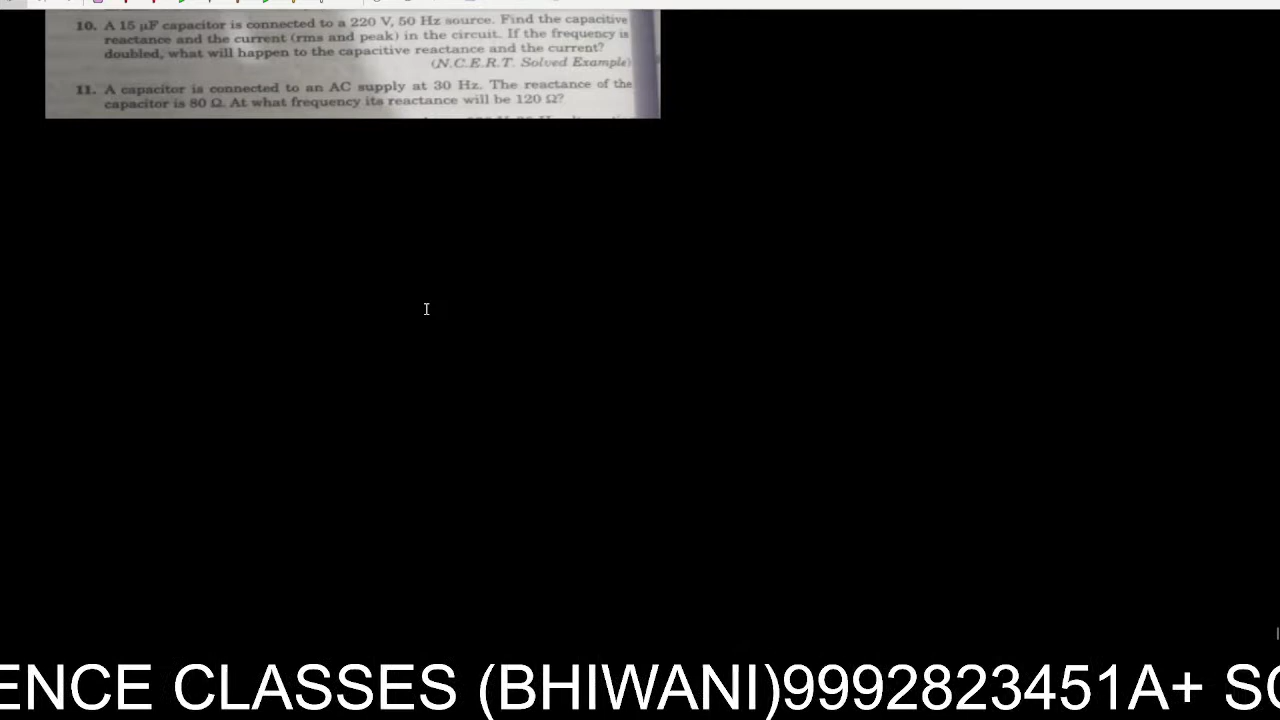 10. A 15 µF capacitor is connected to a 220 V, 50 Hz source. Find the capacitive
reactance and the current (rms and peak) in the circuit. If the frequency is
doubled, what will happen to the capacitive reactance and the current?
(N.C.E.R.T. Solved Example)
11. A capacitor is connected to an AC supply at 30 Hz. The reactance of the
capacitor is 80 Ω. At what frequency its reactance will be 120 Ω?
ENCE CLASSES (BHIWANI)9992823451A+ SC